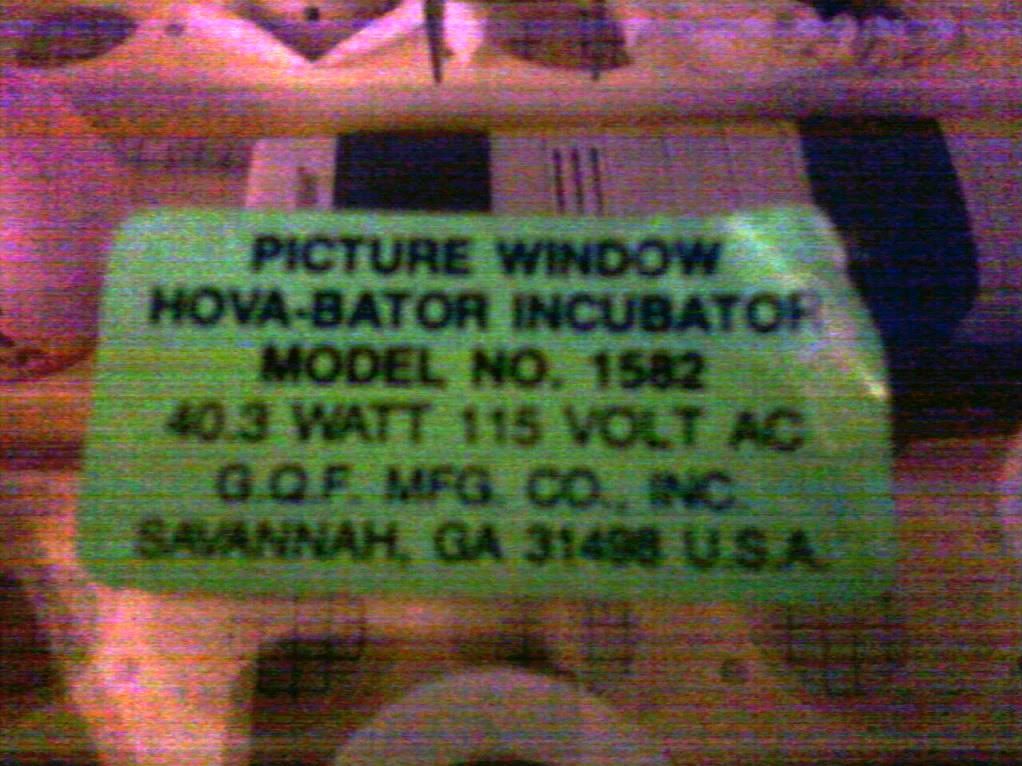 PICTURE WINDOW
HOVA-BATOR INCUBATOR
MODEL NO. 1582
40.3 WATT 115 VOLT AC
G.Q.F. MFG. CO., INC.
SAVANNAH, GA 31498 U.S.A.